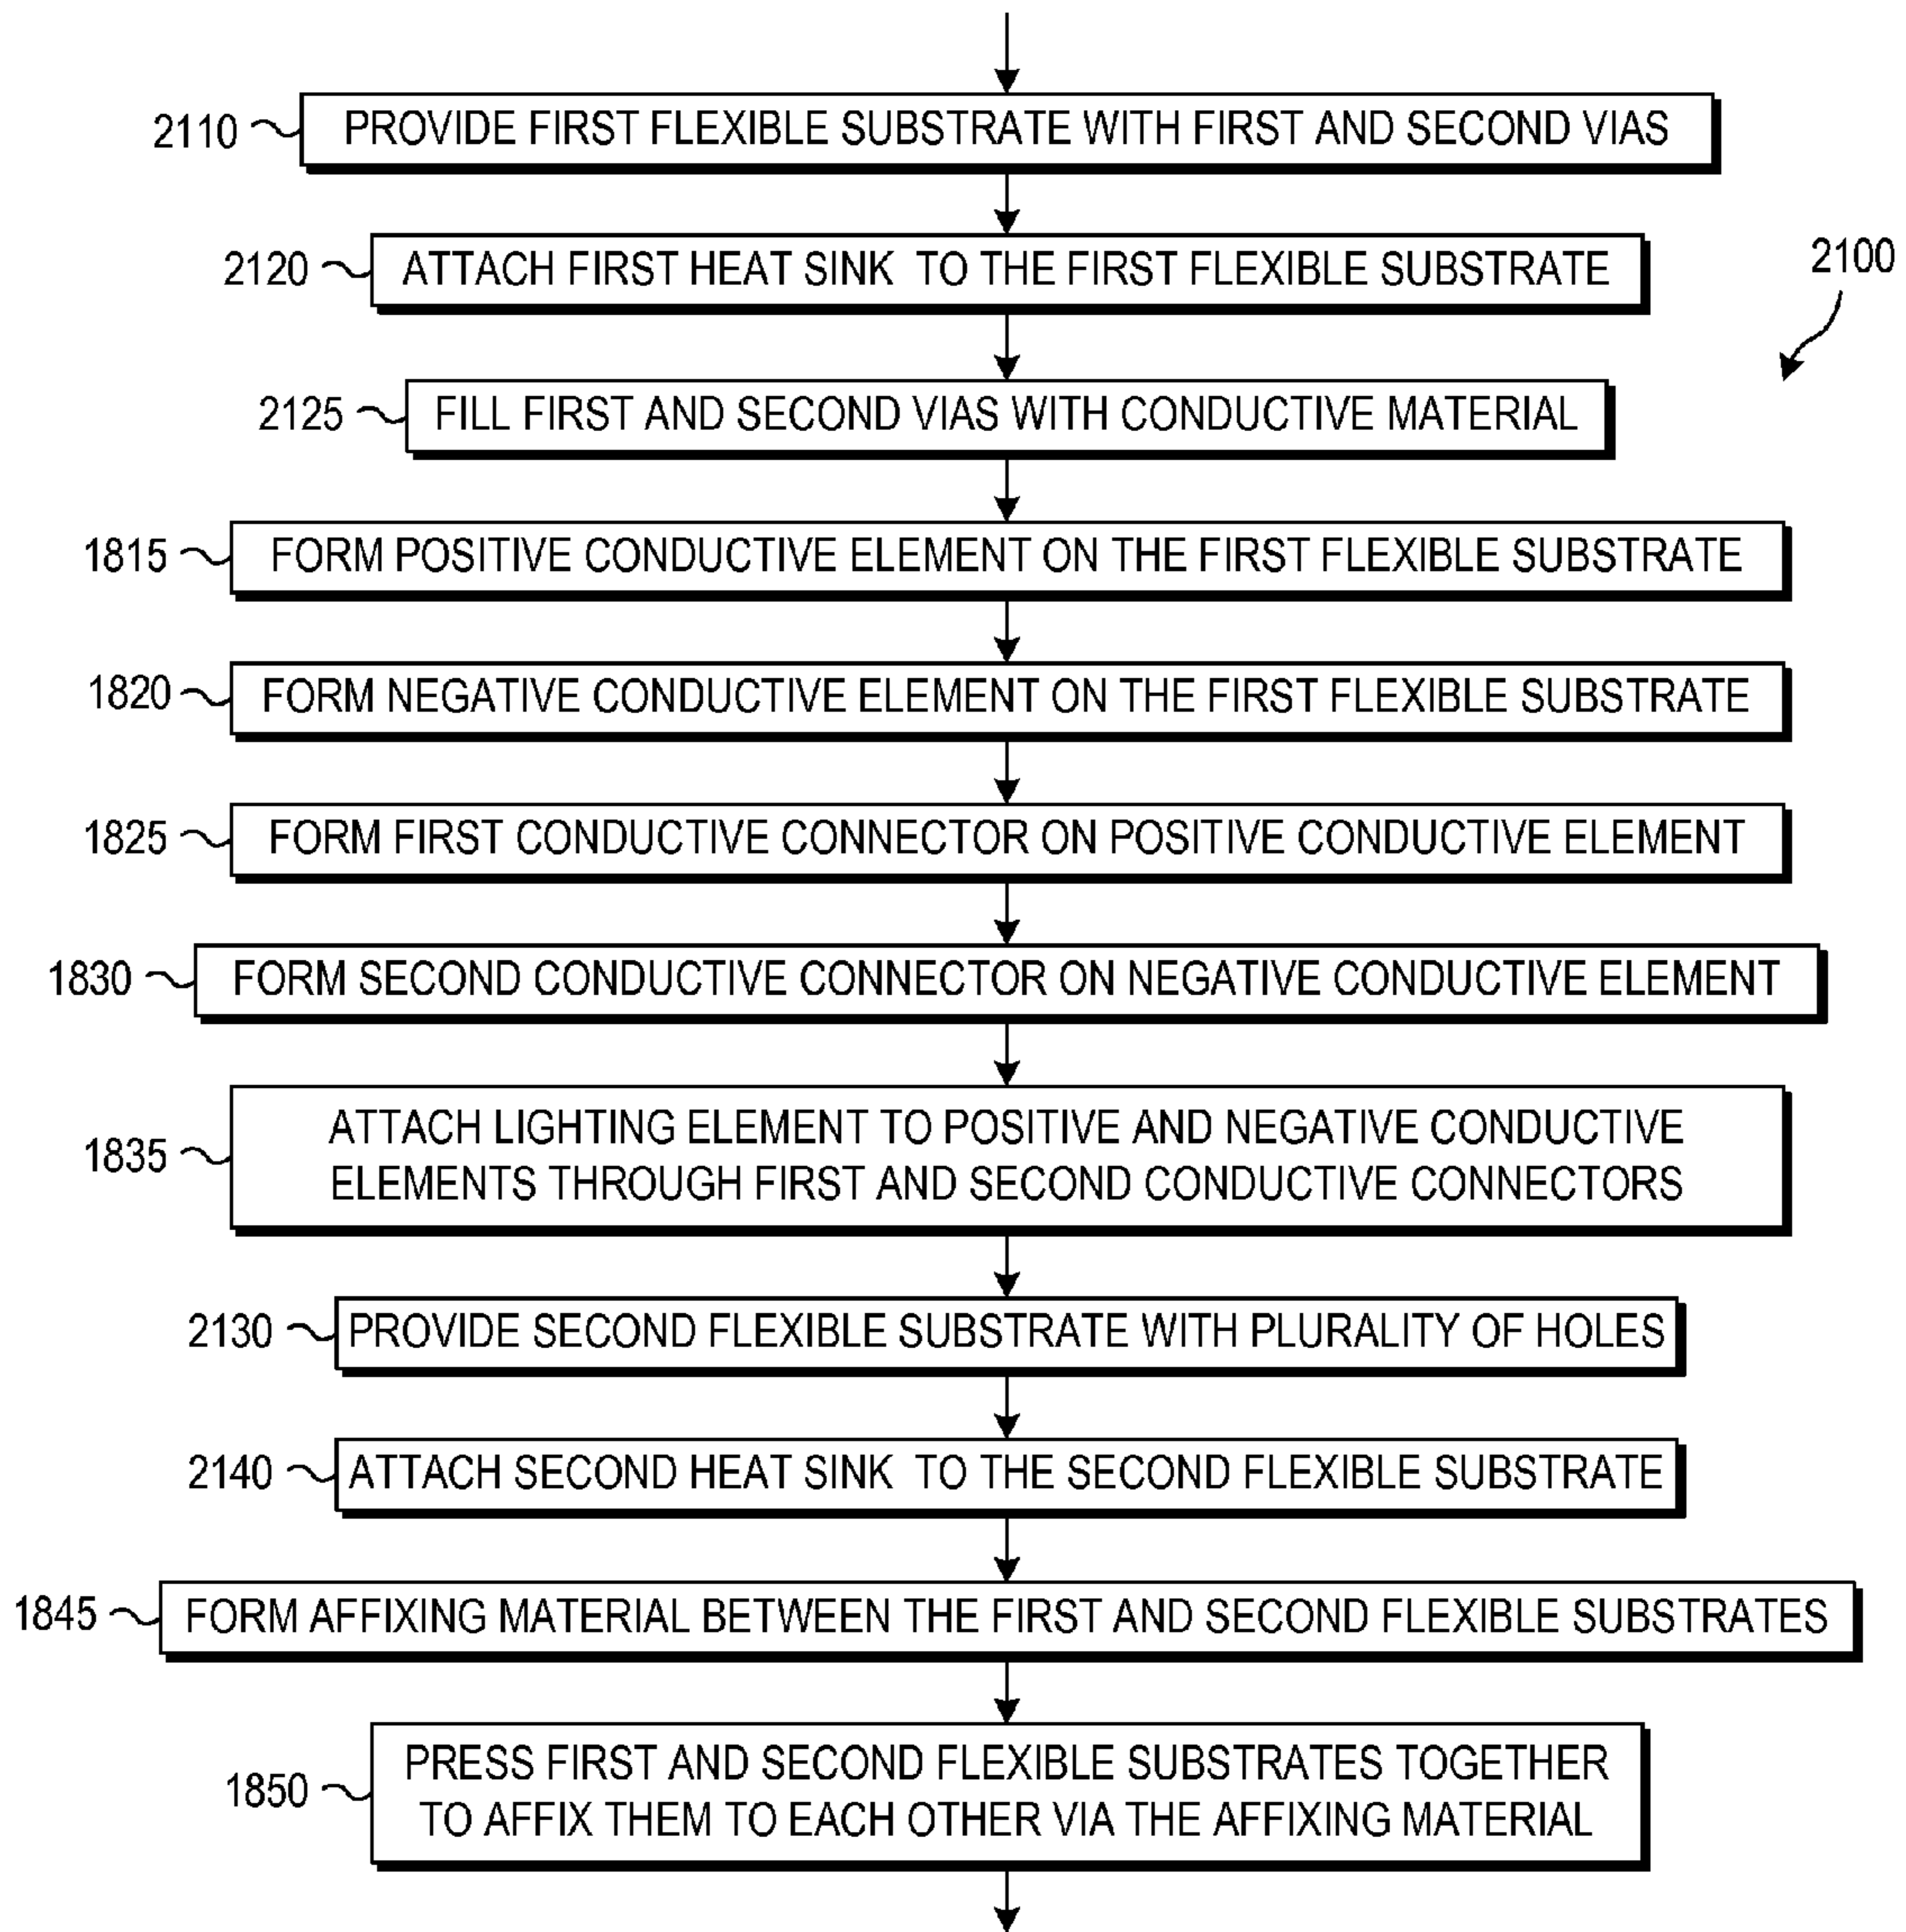 2110 PROVIDE FIRST FLEXIBLE SUBSTRATE WITH FIRST AND SECOND VIAS
2120 ATTACH FIRST HEAT SINK TO THE FIRST FLEXIBLE SUBSTRATE
2100
2125 FILL FIRST AND SECOND VIAS WITH CONDUCTIVE MATERIAL
1815 FORM POSITIVE CONDUCTIVE ELEMENT ON THE FIRST FLEXIBLE SUBSTRATE
1820 FORM NEGATIVE CONDUCTIVE ELEMENT ON THE FIRST FLEXIBLE SUBSTRATE
1825 FORM FIRST CONDUCTIVE CONNECTOR ON POSITIVE CONDUCTIVE ELEMENT
1830 FORM SECOND CONDUCTIVE CONNECTOR ON NEGATIVE CONDUCTIVE ELEMENT
1835 ATTACH LIGHTING ELEMENT TO POSITIVE AND NEGATIVE CONDUCTIVE
ELEMENTS THROUGH FIRST AND SECOND CONDUCTIVE CONNECTORS
2130 PROVIDE SECOND FLEXIBLE SUBSTRATE WITH PLURALITY OF HOLES
2140 ATTACH SECOND HEAT SINK TO THE SECOND FLEXIBLE SUBSTRATE
1845 FORM AFFIXING MATERIAL BETWEEN THE FIRST AND SECOND FLEXIBLE SUBSTRATES
1850 PRESS FIRST AND SECOND FLEXIBLE SUBSTRATES TOGETHER
TO AFFIX THEM TO EACH OTHER VIA THE AFFIXING MATERIAL